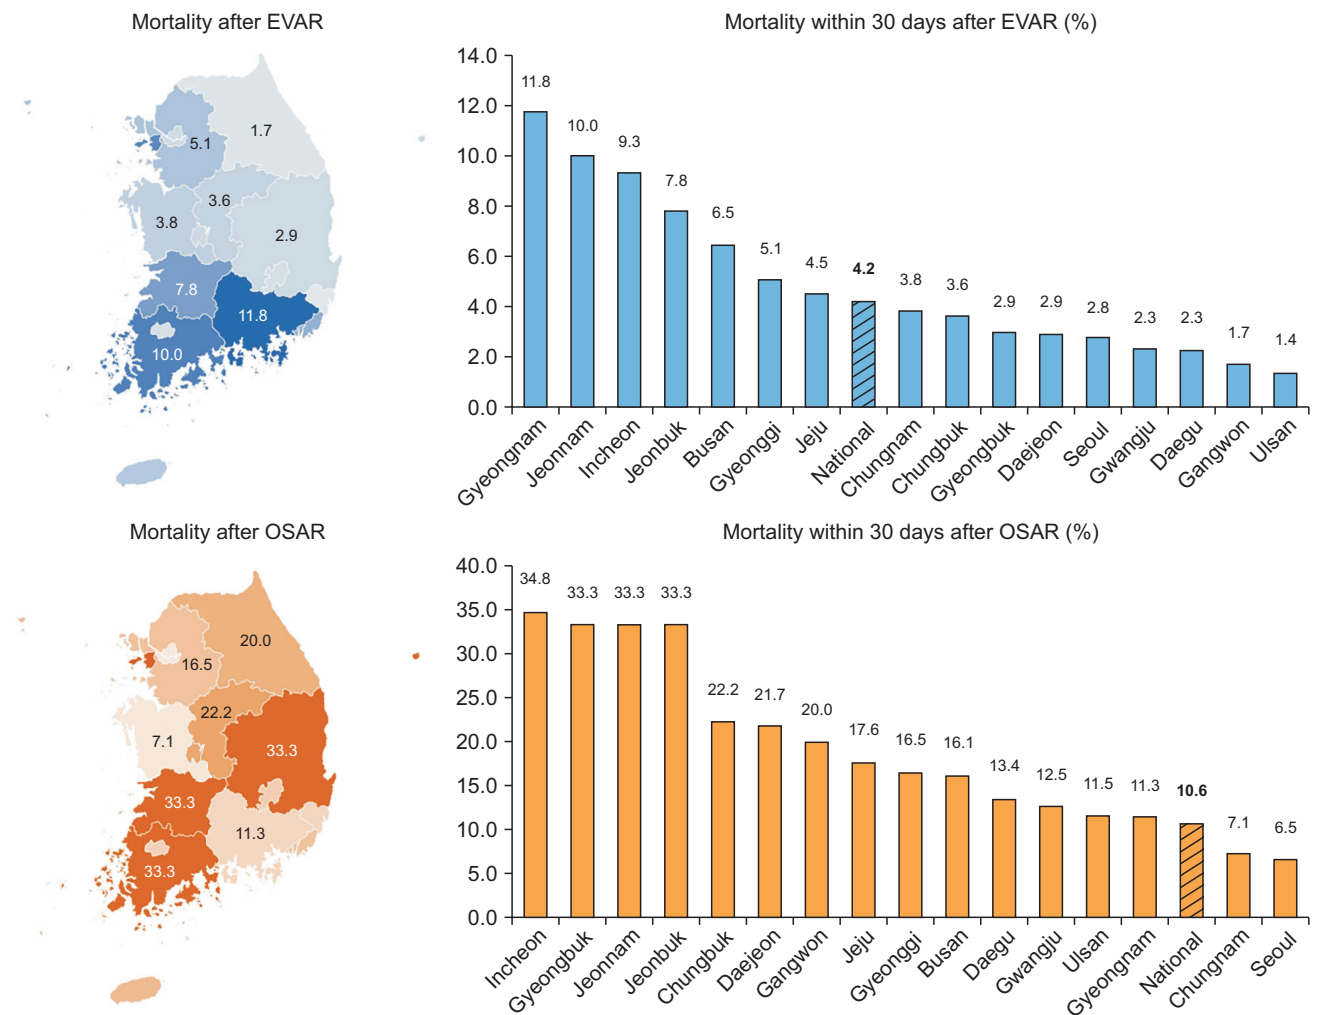 Mortality after EVAR
1.7
5.1
3.6
3.8
2.9
7.8
11.8
10.0
Mortality within 30 days after EVAR (%)
14.0
12.0
10.0
8.0
6.0
4.0
2.0
0.0
11.8
10.0
9.3
7.8
6.5
5.1
4.5
4.2
3.8
3.6
2.9
2.9
2.8
2.3
2.3
1.7
1.4
Gyeongnam
Jeonnam
Incheon
Jeonbuk
Busan
Gyeonggi
Jeju
National
Chungnam
Chungbuk
Gyeongbuk
Daejeon
Seoul
Gwangju
Daegu
Gangwon
Ulsan
Mortality after OSAR
20.0
16.5
22.2
7.1
33.3
33.3
11.3
33.3
Mortality within 30 days after OSAR (%)
40.0
35.0
30.0
25.0
20.0
15.0
10.0
5.0
0.0
34.8
33.3
33.3
33.3
22.2
21.7
20.0
17.6
16.5
16.1
13.4
12.5
11.5
11.3
10.6
7.1
6.5
Incheon
Gyeongbuk
Jeonnam
Jeonbuk
Chungbuk
Daejeon
Gangwon
Jeju
Gyeonggi
Busan
Daegu
Gwangju
Ulsan
Gyeongnam
National
Chungnam
Seoul